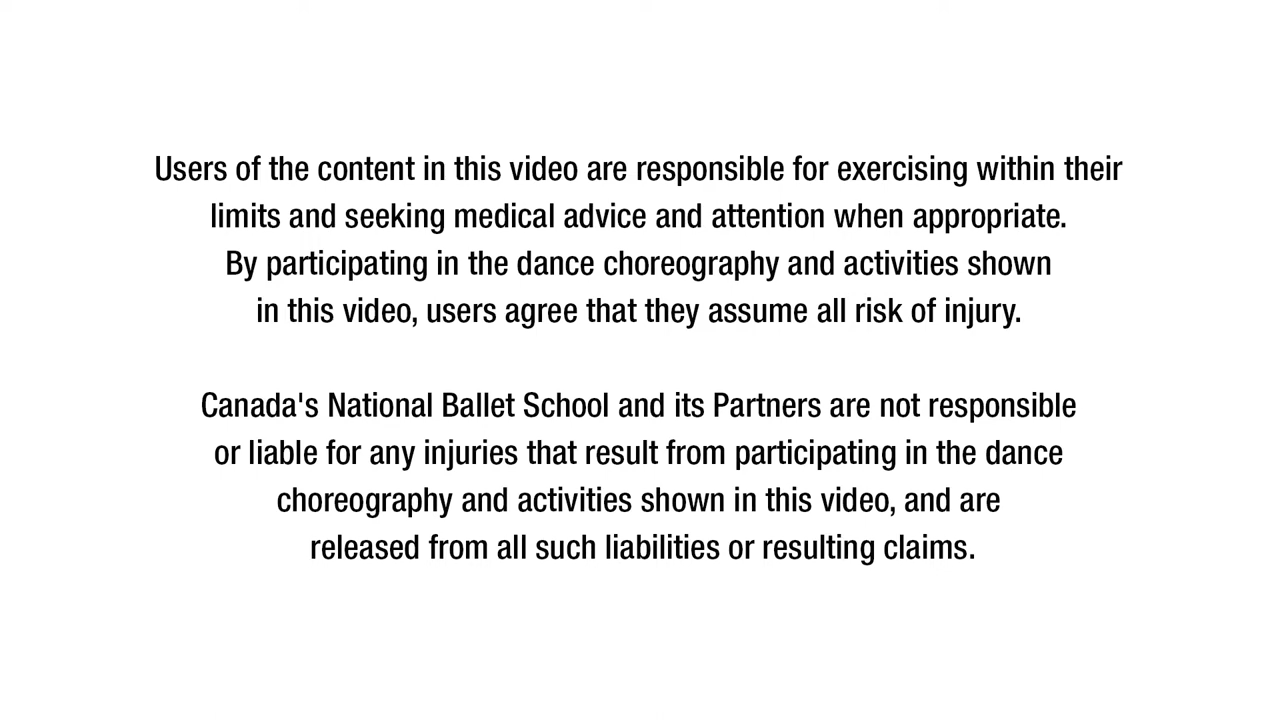 Users of the content in this video are responsible for exercising within their
limits and seeking medical advice and attention when appropriate.
By participating in the dance choreography and activities shown
in this video, users agree that they assume all risk of injury.
Canada's National Ballet School and its Partners are not responsible
or liable for any injuries that result from participating in the dance
choreography and activities shown in this video, and are
released from all such liabilities or resulting claims.